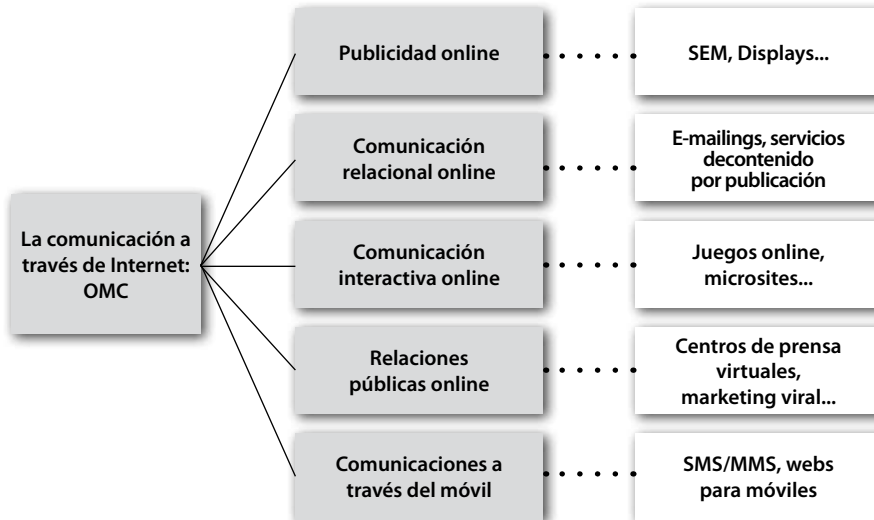 La comunicación a
través de Internet:
OMC
Publicidad online
SEM, Displays...
Comunicación
relacional online
E-mailings, servicios
decontenido
por publicación
Comunicación
interactiva online
Juegos online,
microsites...
Relaciones
públicas online
Centros de prensa
virtuales,
marketing viral...
Comunicaciones a
través del móvil
SMS/MMS, webs
para móviles